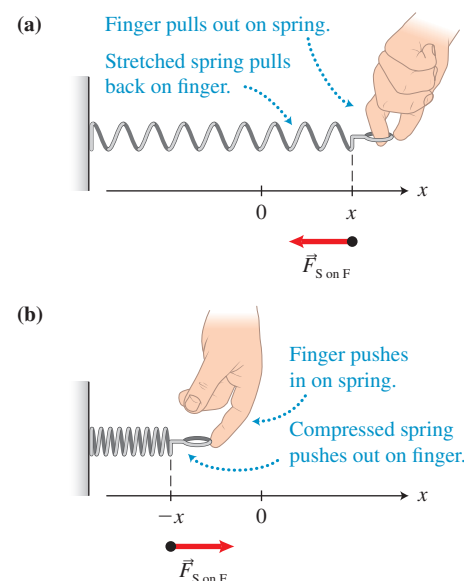 (a)
Finger pulls out on spring.
Stretched spring pulls
back on finger.
x
0
x
F⃗ S on F
(b)
Finger pushes
in on spring.
Compressed spring
pushes out on finger.
x
−x
0
F⃗ S on F